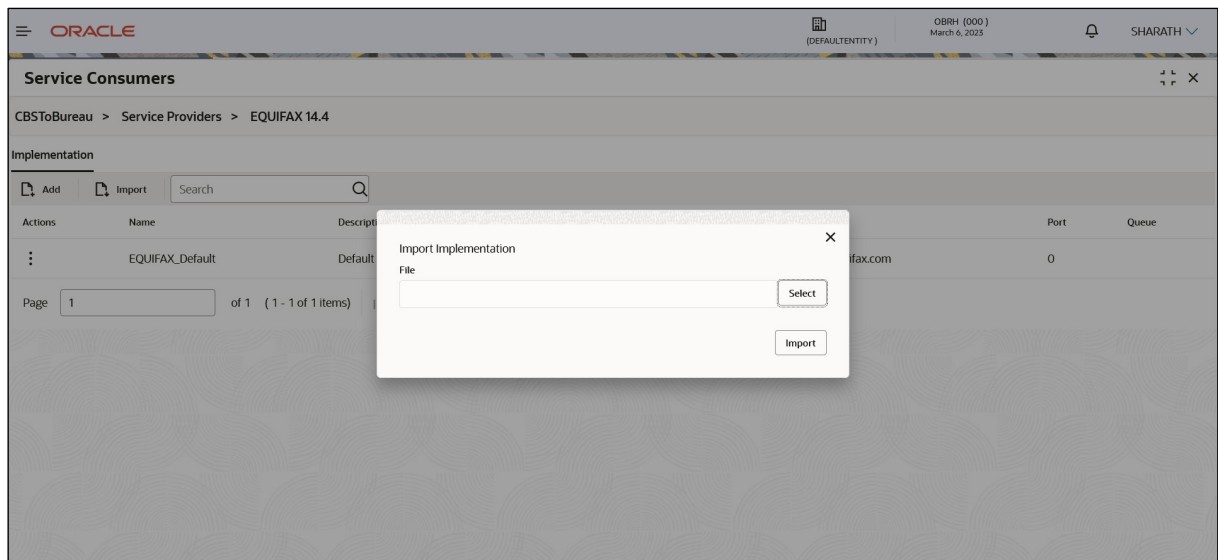 ORACLE
(DEFAULTENTITY )
OBRH (000 )
March 6, 2023
SHARATH
Service Consumers
CBSToBureau > Service Providers > EQUIFAX 14.4
Implementation
Add Import Search
Actions Name Descripti Port Queue
EQUIFAX_Default Default ifax.com 0
Page 1 of 1 ( 1 - 1 of 1 items)
Import Implementation
File
Select
Import